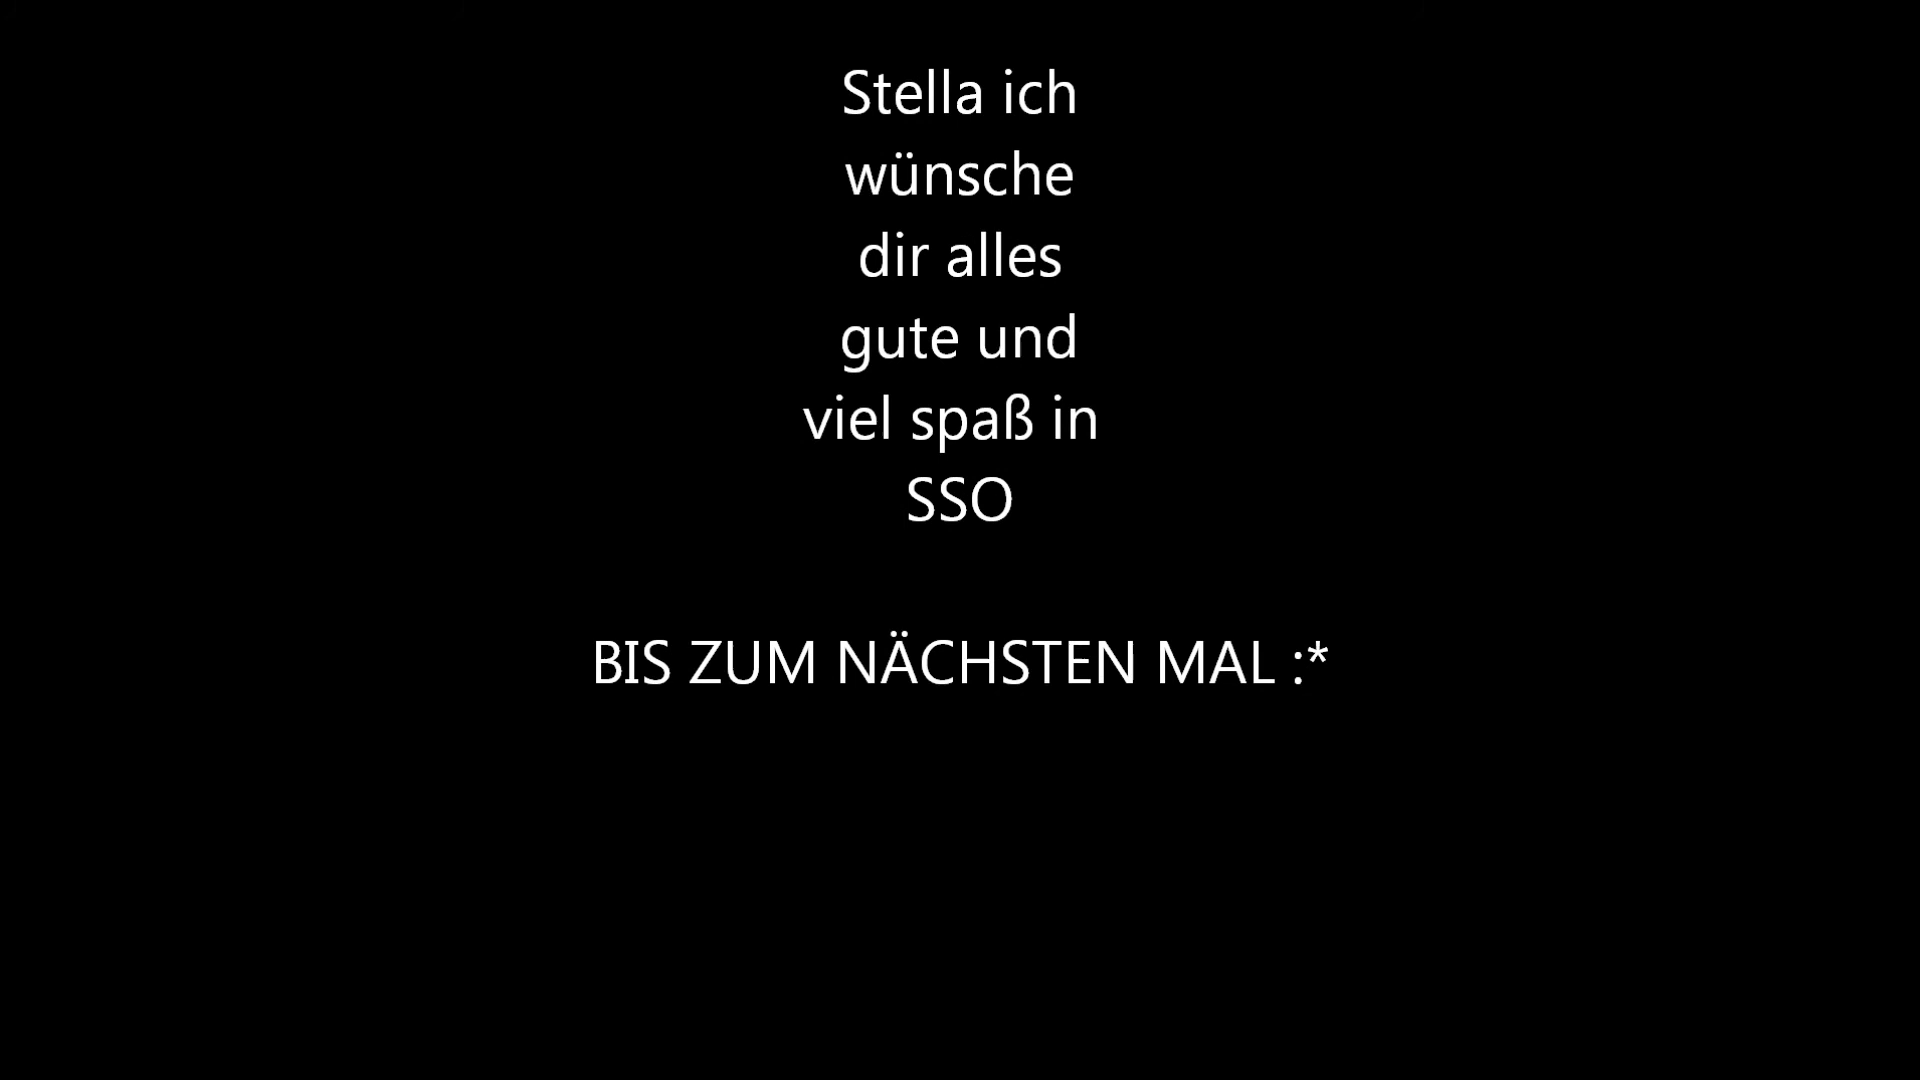 Stella ich
wünsche
dir alles
gute und
viel spaß in
SSO
BIS ZUM NÄCHSTEN MAL :*